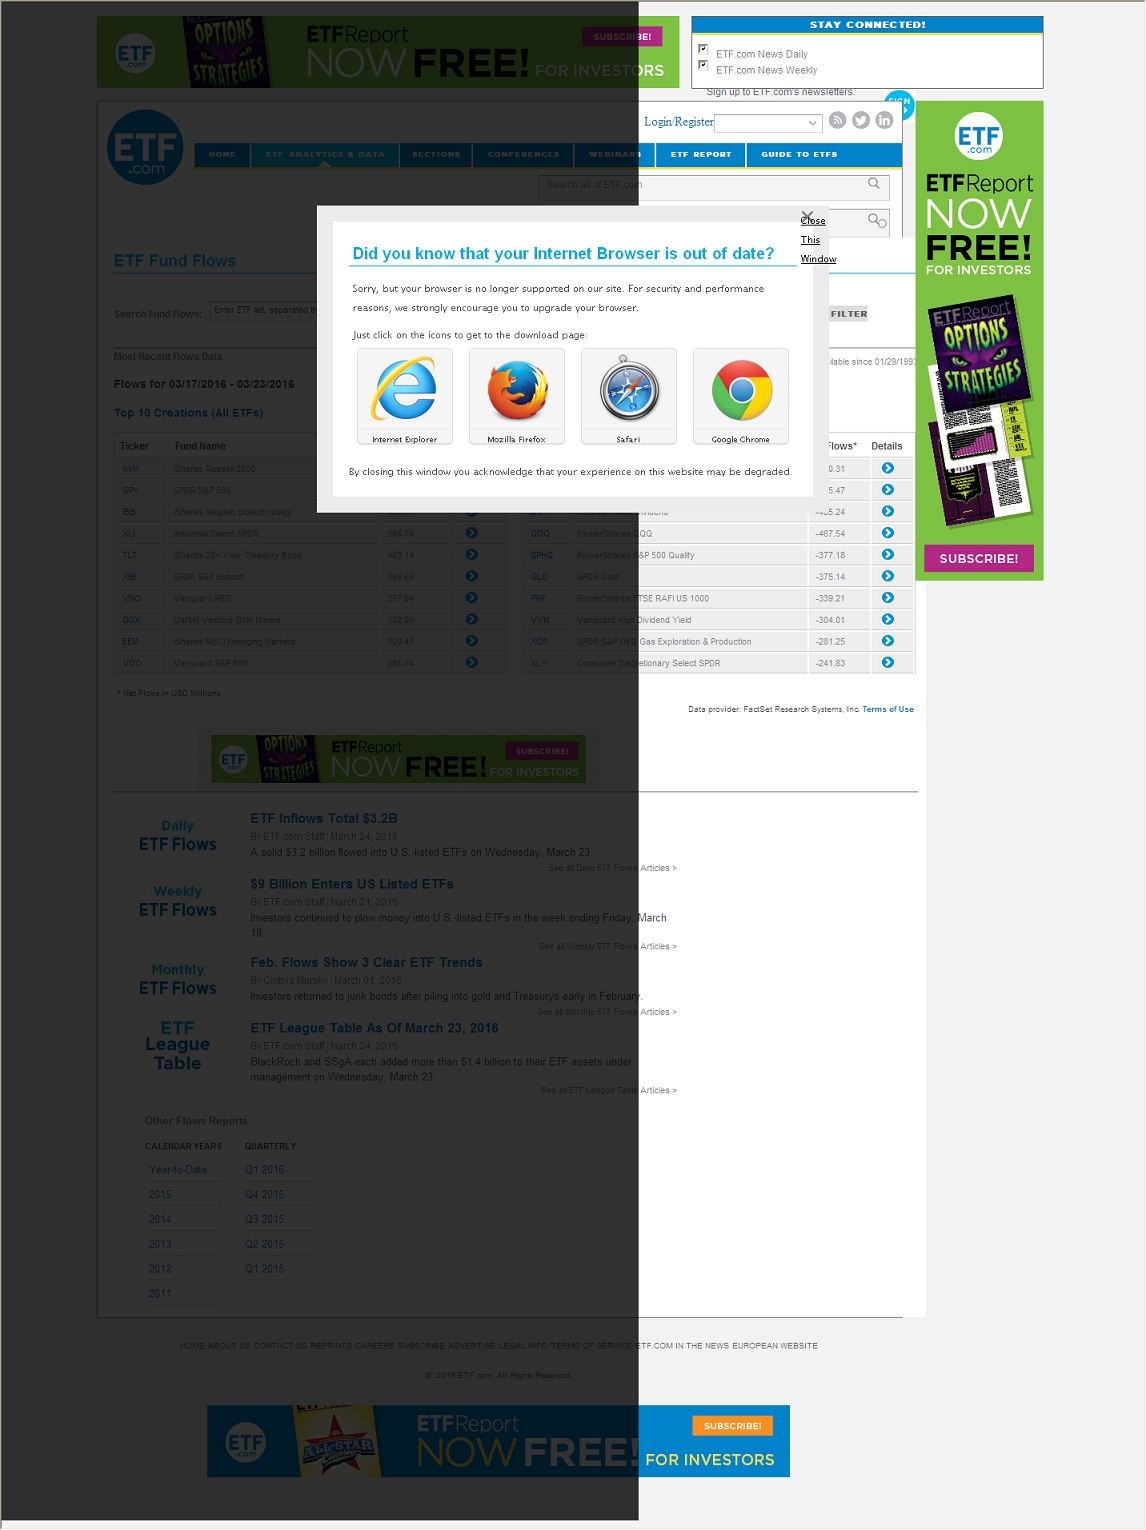 ETF
.com
OPTIONS
STRATEGIES
ETFReport
NOW FREE! FOR INVESTORS
SUBSCRIBE!
STAY CONNECTED!
ETF.com News Daily
ETF.com News Weekly
Sign up to ETF.com's newsletters.
SIGN
ETF
.com
Login/Register
HOME ETF ANALYTICS & DATA SECTIONS CONFERENCES WEBINARS ETF REPORT GUIDE TO ETFS
Search all of ETF.com
ETF
.com
ETFReport
NOW
FREE!
FOR INVESTORS
ETFReport
OPTIONS
STRATEGIES
SUBSCRIBE!
Close
This
Window
Did you know that your Internet Browser is out of date?
Sorry, but your browser is no longer supported on our site. For security and performance
reasons, we strongly encourage you to upgrade your browser.
Just click on the icons to get to the download page:
Internet Explorer Mozilla Firefox Safari Google Chrome
By closing this window you acknowledge that your experience on this website may be degraded.
ETF Fund Flows
Search Fund Flows: Enter ETF list, separated by
FILTER
Most Recent Flows Data
ilable since 01/29/1993
Flows for 03/17/2016 - 03/23/2016
Top 10 Creations (All ETFs)
Ticker Fund Name
Flows* Details
IWM iShares Russell 2000
0.31
SPY SPDR S&P 500
5.47
IBB iShares Nasdaq Biotechnology
XLI Industrial Select SPDR 504.74 QQQ PowerShares QQQ -467.54
TLT iShares 20+ Year Treasury Bond 403.14 SPHQ PowerShares S&P 500 Quality -377.18
XBI SPDR S&P Biotech 394.68 GLD SPDR Gold -375.14
VNQ Vanguard REIT 367.94 PRF PowerShares FTSE RAFI US 1000 -339.21
GDX Market Vectors Gold Miners 332.95 VYM Vanguard High Dividend Yield -304.01
EEM iShares MSCI Emerging Markets 300.45 XOP SPDR S&P Oil & Gas Exploration & Production -281.25
VOO Vanguard S&P 500 XLY Consumer Discretionary Select SPDR -241.83
* Net Flows in USD Millions
Data provider: FactSet Research Systems, Inc. Terms of Use
ETF
.com
OPTIONS
STRATEGIES
ETFReport
NOW FREE! FOR INVESTORS
SUBSCRIBE!
Daily
ETF Flows
ETF Inflows Total $3.2B
By ETF.com Staff | March 24, 2016
A solid $3.2 billion flowed into U.S.-listed ETFs on Wednesday, March 23.
See all Daily ETF Flows Articles >
Weekly
ETF Flows
$9 Billion Enters US Listed ETFs
By ETF.com Staff | March 21, 2016
Investors continued to plow money into U.S.-listed ETFs in the week ending Friday, March
18.
See all Weekly ETF Flows Articles >
Monthly
ETF Flows
Feb. Flows Show 3 Clear ETF Trends
By Cinthia Murphy | March 01, 2016
Investors returned to junk bonds after piling into gold and Treasurys early in February.
See all Monthly ETF Flows Articles >
ETF
League
Table
ETF League Table As Of March 23, 2016
By ETF.com Staff | March 24, 2016
BlackRock and SSgA each added more than $1.4 billion to their ETF assets under
management on Wednesday, March 23
See all ETF League Table Articles >
Other Flows Reports
CALENDAR YEARS QUARTERLY
Year-to-Date Q1 2016
2015 Q4 2015
2014 Q3 2015
2013 Q2 2015
2012 Q1 2015
2011
HOME ABOUT US CONTACT US REPRINTS CAREERS SUBSCRIBE ADVERTISE LEGAL INFO TERMS OF SERVICE ETF.COM IN THE NEWS EUROPEAN WEBSITE
© 2016 ETF.com. All Rights Reserved.
ETF
.com
ALL-STAR
ETFReport
NOW FREE! FOR INVESTORS
SUBSCRIBE!